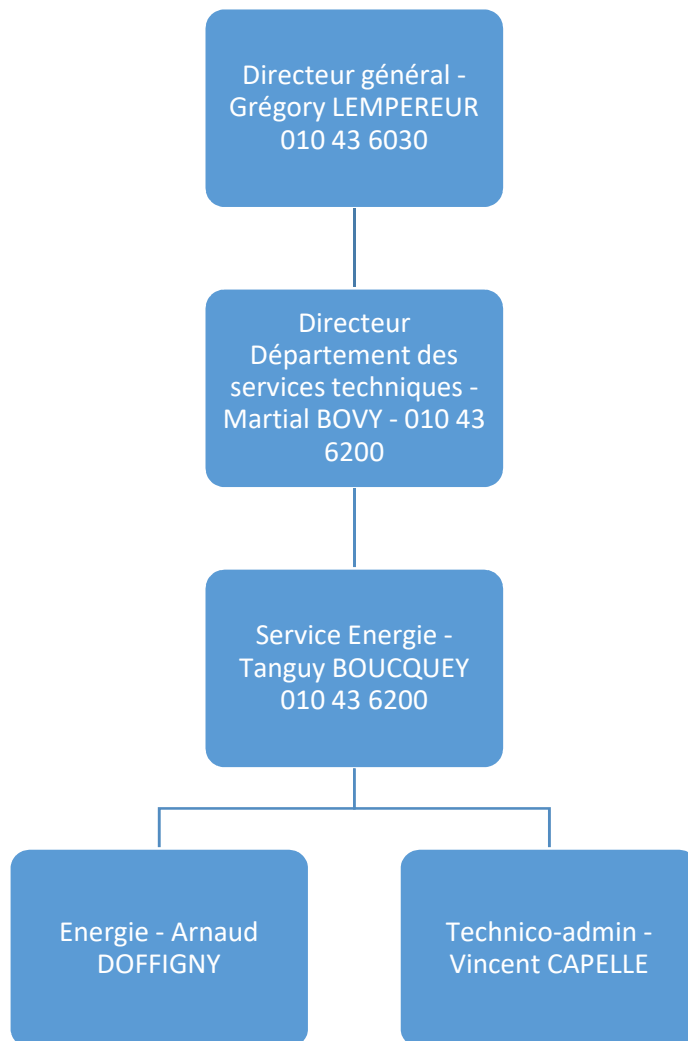 Directeur général -
Grégory LEMPEREUR
010 43 6030
Directeur
Département des
services techniques -
Martial BOVY - 010 43
6200
Service Energie -
Tanguy BOUCQUEY
010 43 6200
Energie - Arnaud
DOFFIGNY
Technico-admin -
Vincent CAPELLE